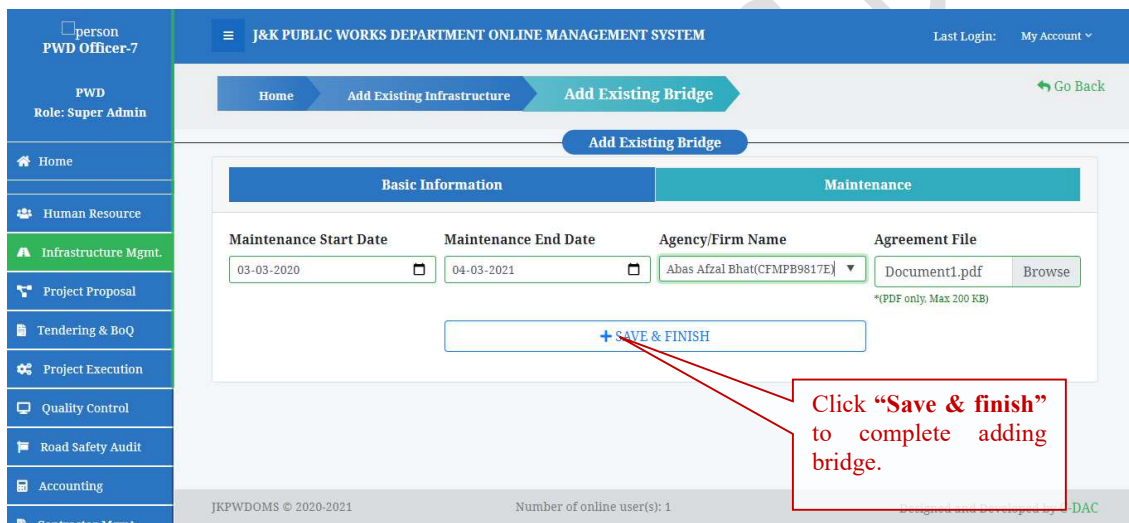 person
PWD Officer-7
PWD
Role: Super Admin
Home
Human Resource
Infrastructure Mgmt.
Project Proposal
Tendering & BoQ
Project Execution
Quality Control
Road Safety Audit
Accounting
J&K PUBLIC WORKS DEPARTMENT ONLINE MANAGEMENT SYSTEM
Last Login:
My Account
Home
Add Existing Infrastructure
Add Existing Bridge
Go Back
Add Existing Bridge
Basic Information
Maintenance
Maintenance Start Date
Maintenance End Date
Agency/Firm Name
Agreement File
03-03-2020
04-03-2021
Abas Afzal Bhat(CFMPB9817E)
Document1.pdf
Browse
*(PDF only, Max 200 KB)
+ SAVE & FINISH
Click “Save & finish”
to complete adding
bridge.
JKPWDOMS © 2020-2021
Number of online user(s): 1
Designed and Developed by C-DAC